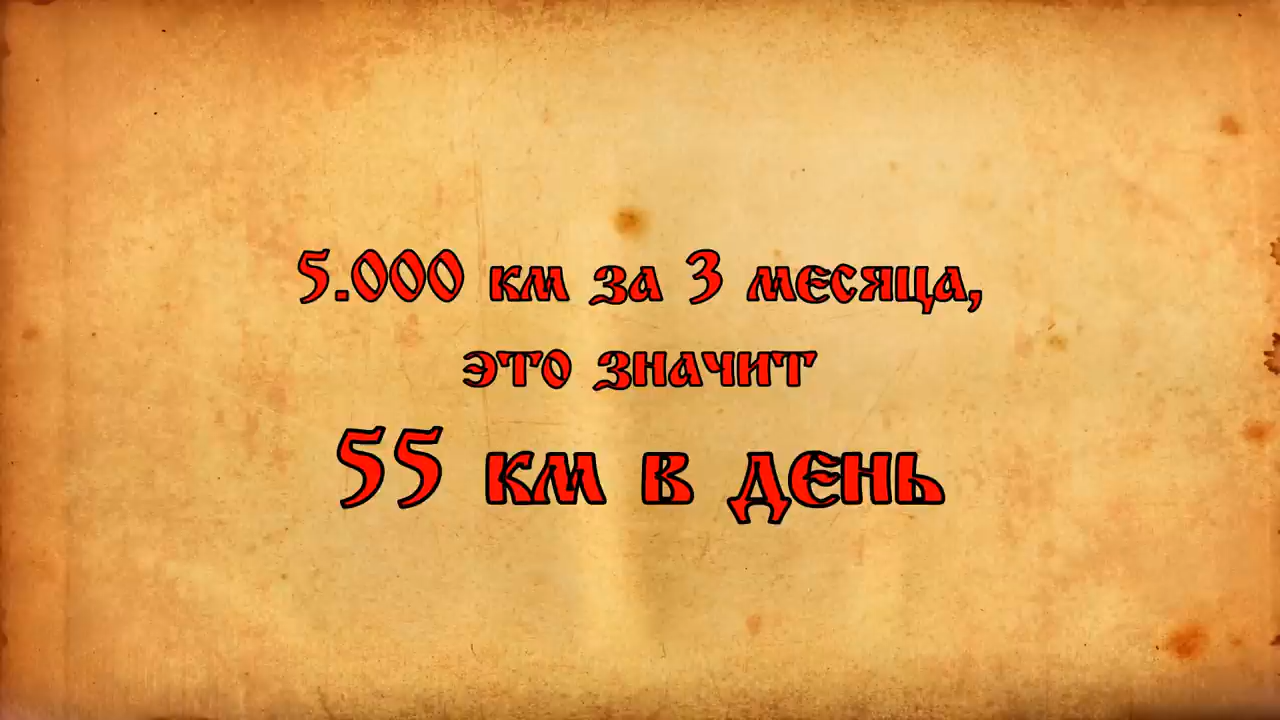 5.000 км за 3 месяца,
это значит
55 км в день